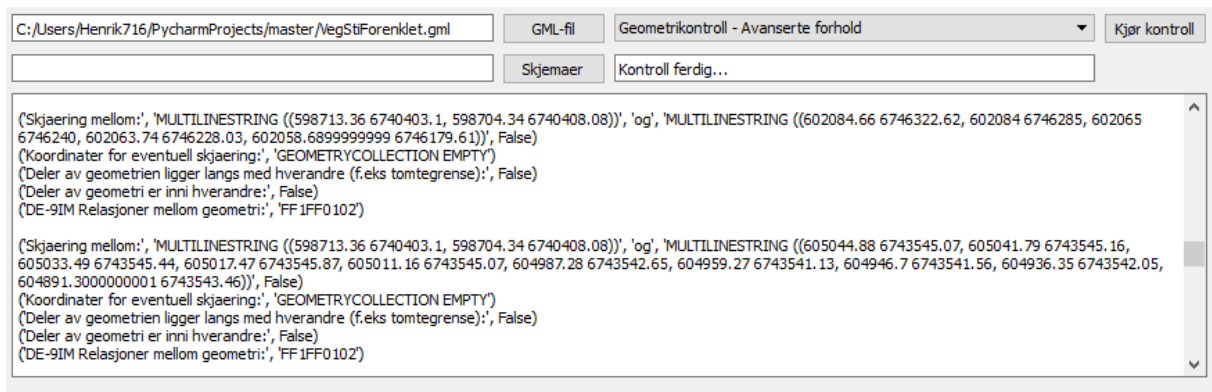 C:/Users/Henrik716/PycharmProjects/master/VegStiForenklet.gml GML-fil Geometrikontroll - Avanserte forhold Kjør kontroll
Skjemaer Kontroll ferdig...
('Skjaering mellom:', 'MULTILINESTRING ((598713.36 6740403.1, 598704.34 6740408.08))', 'og', 'MULTILINESTRING ((602084.66 6746322.62, 602084 6746285, 602065
6746240, 602063.74 6746228.03, 602058.6899999999 6746179.61))', False)
('Koordinater for eventuell skjaering:', 'GEOMETRYCOLLECTION EMPTY')
('Deler av geometrien ligger langs med hverandre (f.eks tomtegrense):', False)
('Deler av geometri er inni hverandre:', False)
('DE-9IM Relasjoner mellom geometri:', 'FF1FF0102')
('Skjaering mellom:', 'MULTILINESTRING ((598713.36 6740403.1, 598704.34 6740408.08))', 'og', 'MULTILINESTRING ((605044.88 6743545.07, 605041.79 6743545.16,
605033.49 6743545.44, 605017.47 6743545.87, 605011.16 6743545.07, 604987.28 6743542.65, 604959.27 6743541.13, 604946.7 6743541.56, 604936.35 6743542.05,
604891.3000000001 6743543.46))', False)
('Koordinater for eventuell skjaering:', 'GEOMETRYCOLLECTION EMPTY')
('Deler av geometrien ligger langs med hverandre (f.eks tomtegrense):', False)
('Deler av geometri er inni hverandre:', False)
('DE-9IM Relasjoner mellom geometri:', 'FF1FF0102')